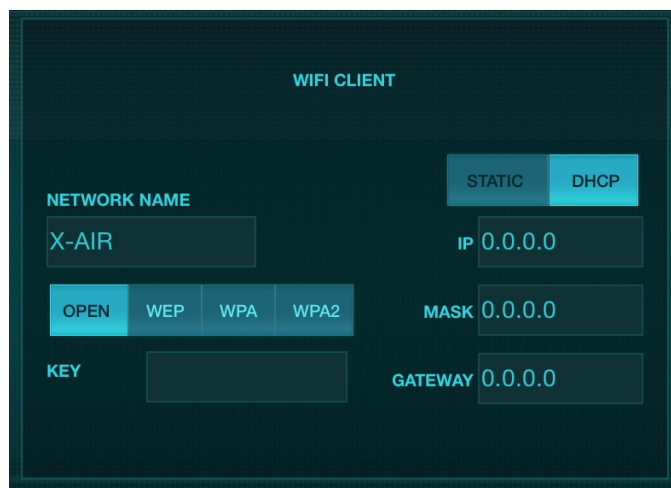 WIFI CLIENT
STATIC DHCP
NETWORK NAME
X-AIR
IP 0.0.0.0
OPEN WEP WPA WPA2
MASK 0.0.0.0
KEY
GATEWAY 0.0.0.0